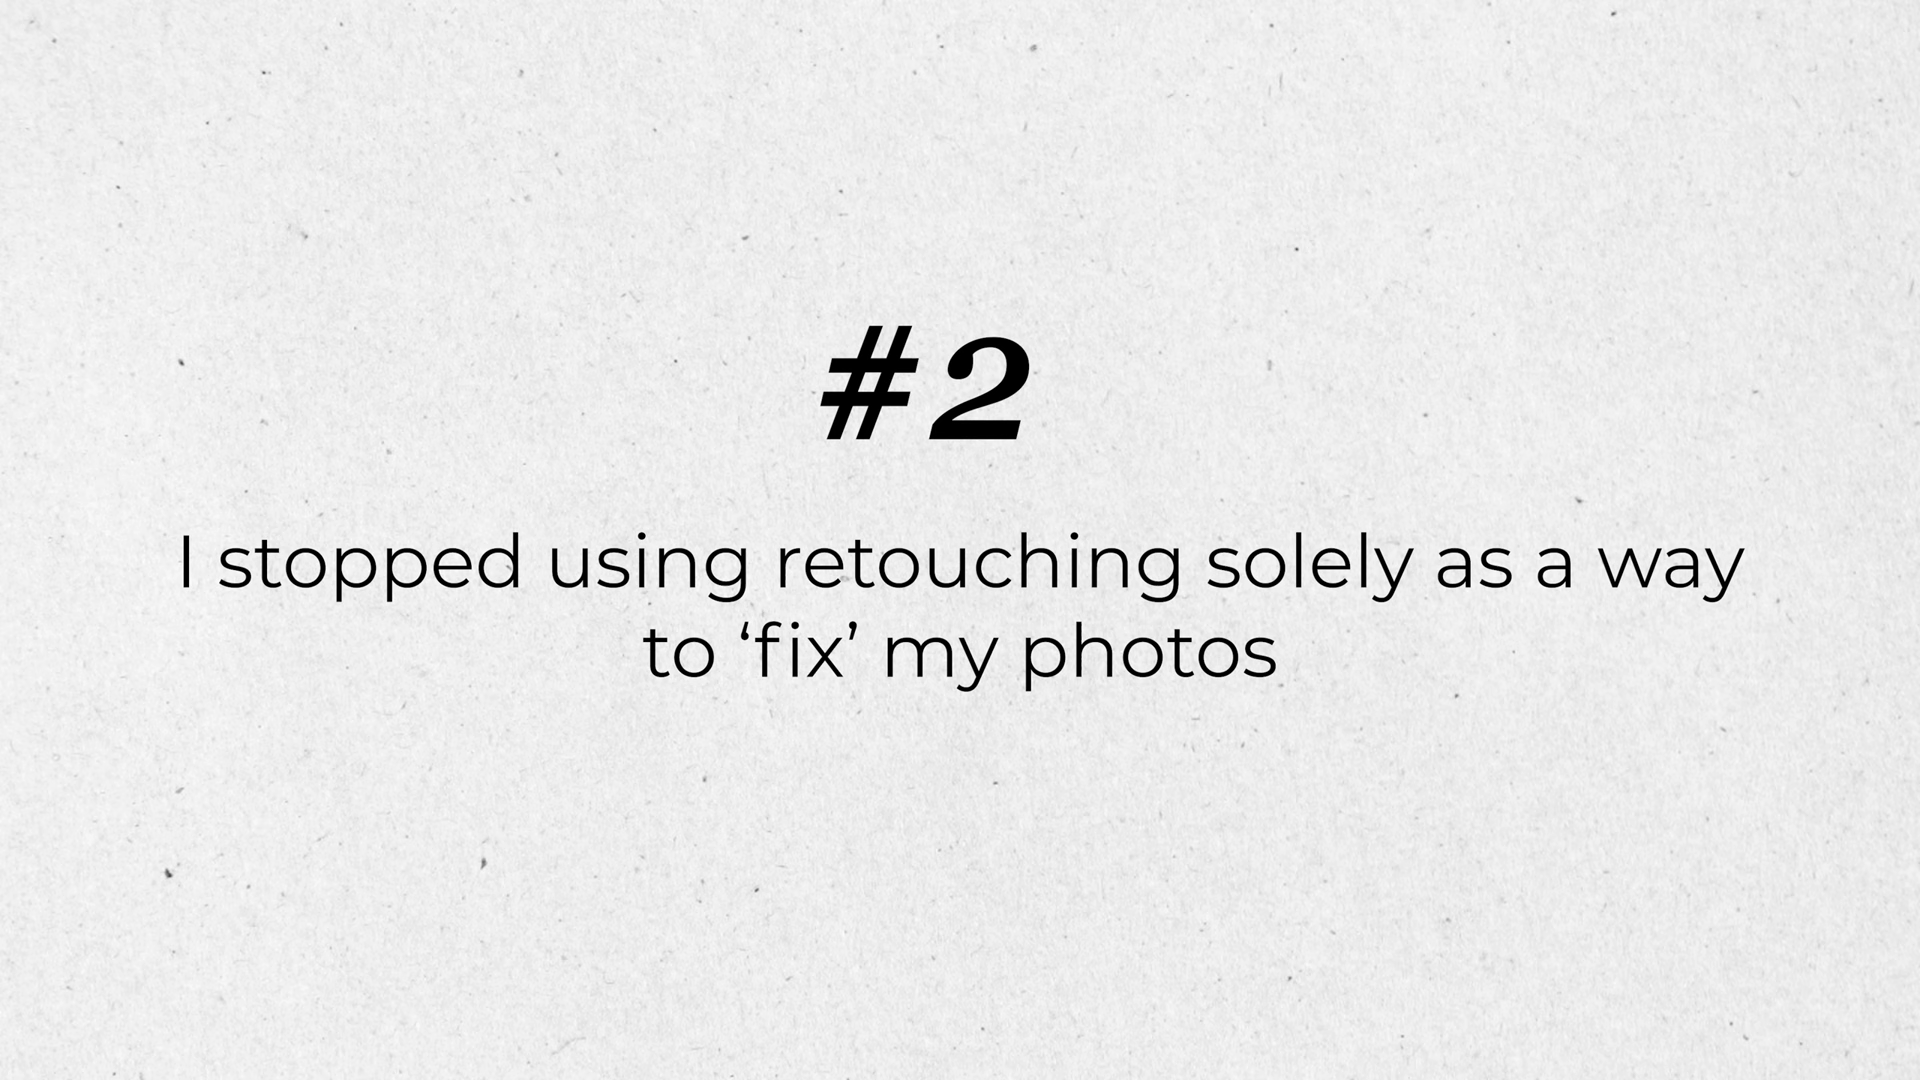 #2
I stopped using retouching solely as a way
to ‘fix’ my photos